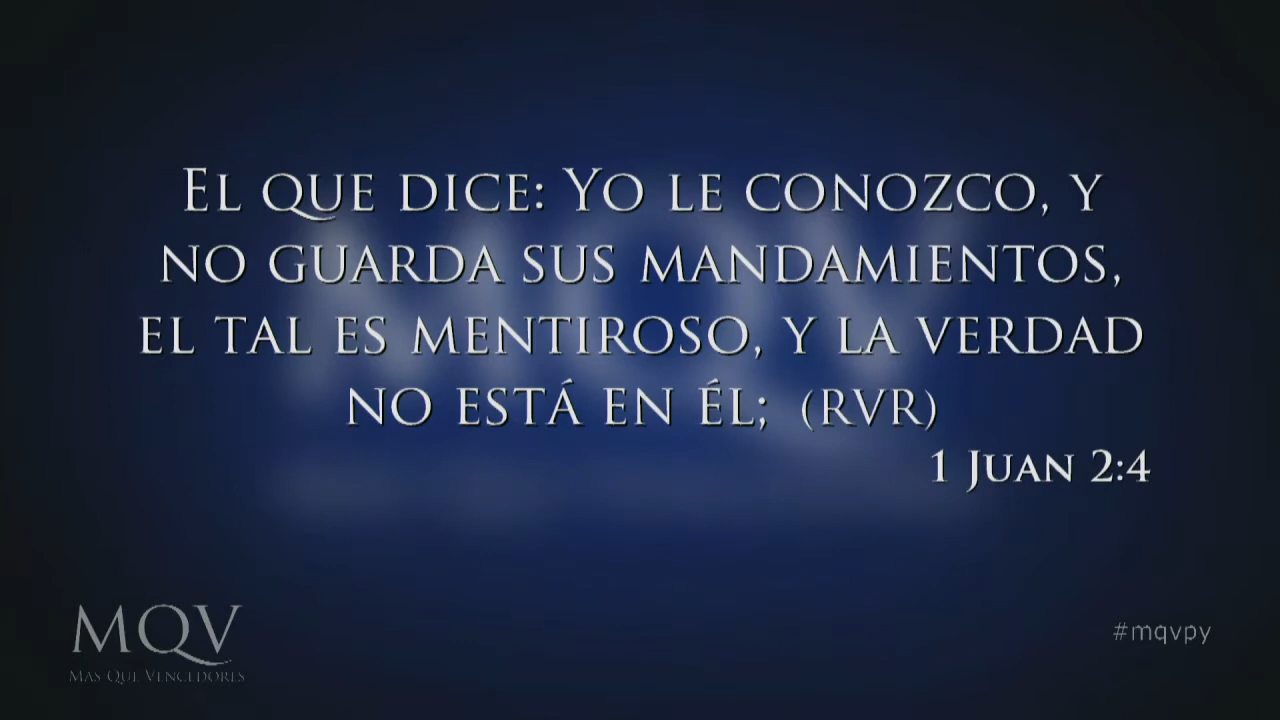 El que dice: Yo le conozco, y
no guarda sus mandamientos,
el tal es mentiroso, y la verdad
no está en él; (RVR)
1 Juan 2:4
MQV
Mas Que Vencedores
#mqvpy